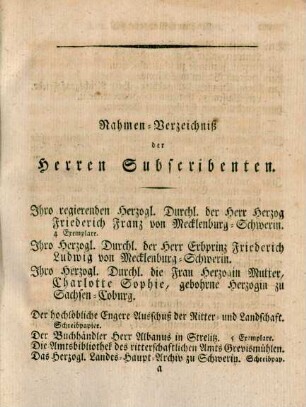 Nahmen-Verzeichniß
der
Herren Subscribenten.
Ihro regierenden Herzogl. Durchl. der Herr Herzog
Friederich Franz von Mecklenburg-Schwerin.
4 Exemplare.
Ihro Herzogl. Durchl. der Herr Erbprinz Friederich
Ludwig von Mecklenburg-Schwerin.
Ihro Herzogl. Durchl. die Frau Herzogin Mutter,
Charlotte Sophie, gebohrne Herzogin zu
Sachsen-Coburg.
Der hochlöbliche Engere Ausschuß der Ritter- und Landschaft.
Schreibpapier.
Der Buchhändler Herr Albanus in Strelitz. 5 Exemplare.
Die Amtsbibliothek des ritterschaftlichen Amts Grevismühlen.
Das Herzogl. Landes-Haupt-Archiv zu Schwerin. Schreibpap.
a